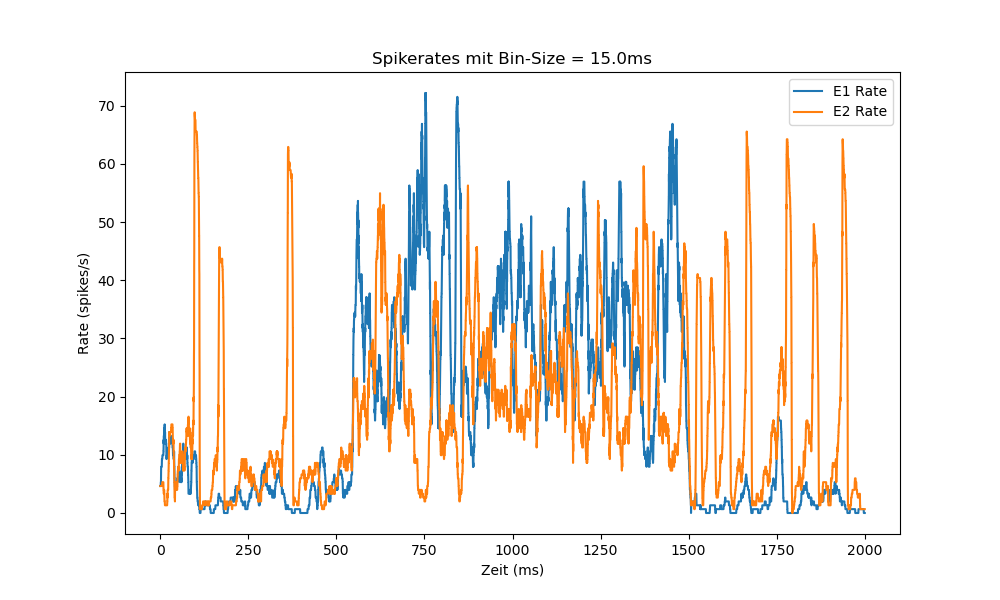 Spikerates mit Bin-Size = 15.0ms
E1 Rate
E2 Rate
Rate (spikes/s)
70
60
50
40
30
20
10
0
0 250 500 750 1000 1250 1500 1750 2000
Zeit (ms)